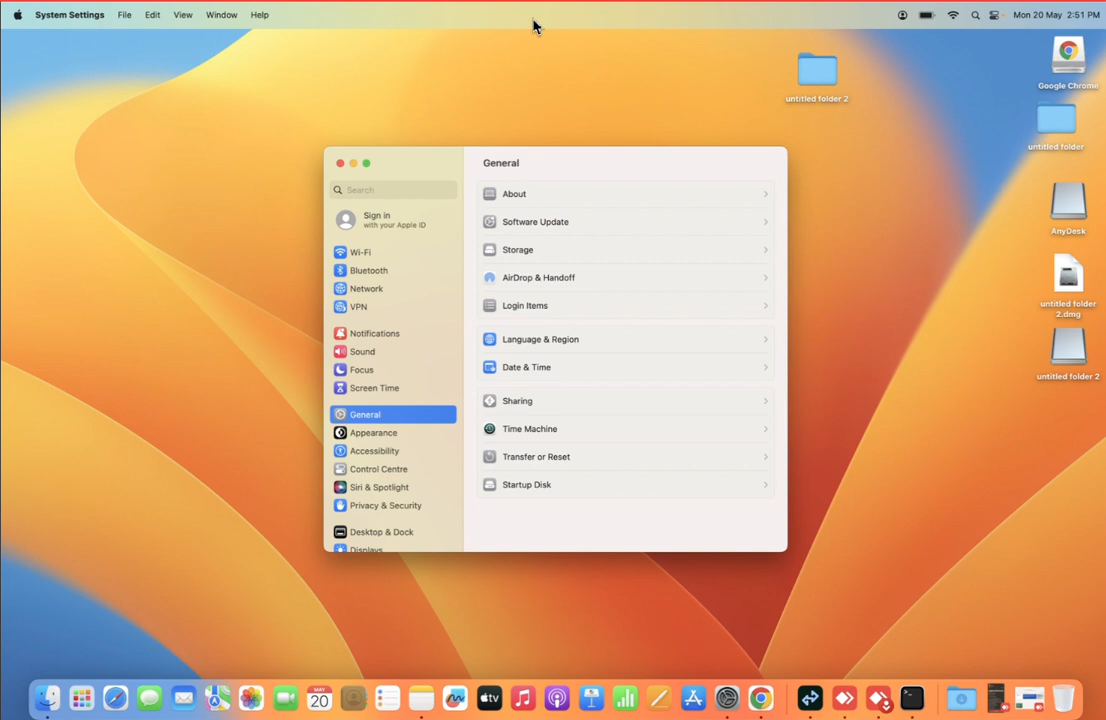 System Settings File Edit View Window Help Mon 20 May 2:51 PM
untitled folder 2
Google Chrome
untitled folder
AnyDesk
untitled folder
2.dmg
untitled folder 2
Search
Sign in
with your Apple ID
Wi-Fi
Bluetooth
Network
VPN
Notifications
Sound
Focus
Screen Time
General
Appearance
Accessibility
Control Centre
Siri & Spotlight
Privacy & Security
Desktop & Dock
Displays
General
About
Software Update
Storage
AirDrop & Handoff
Login Items
Language & Region
Date & Time
Sharing
Time Machine
Transfer or Reset
Startup Disk
MAY
20
tv